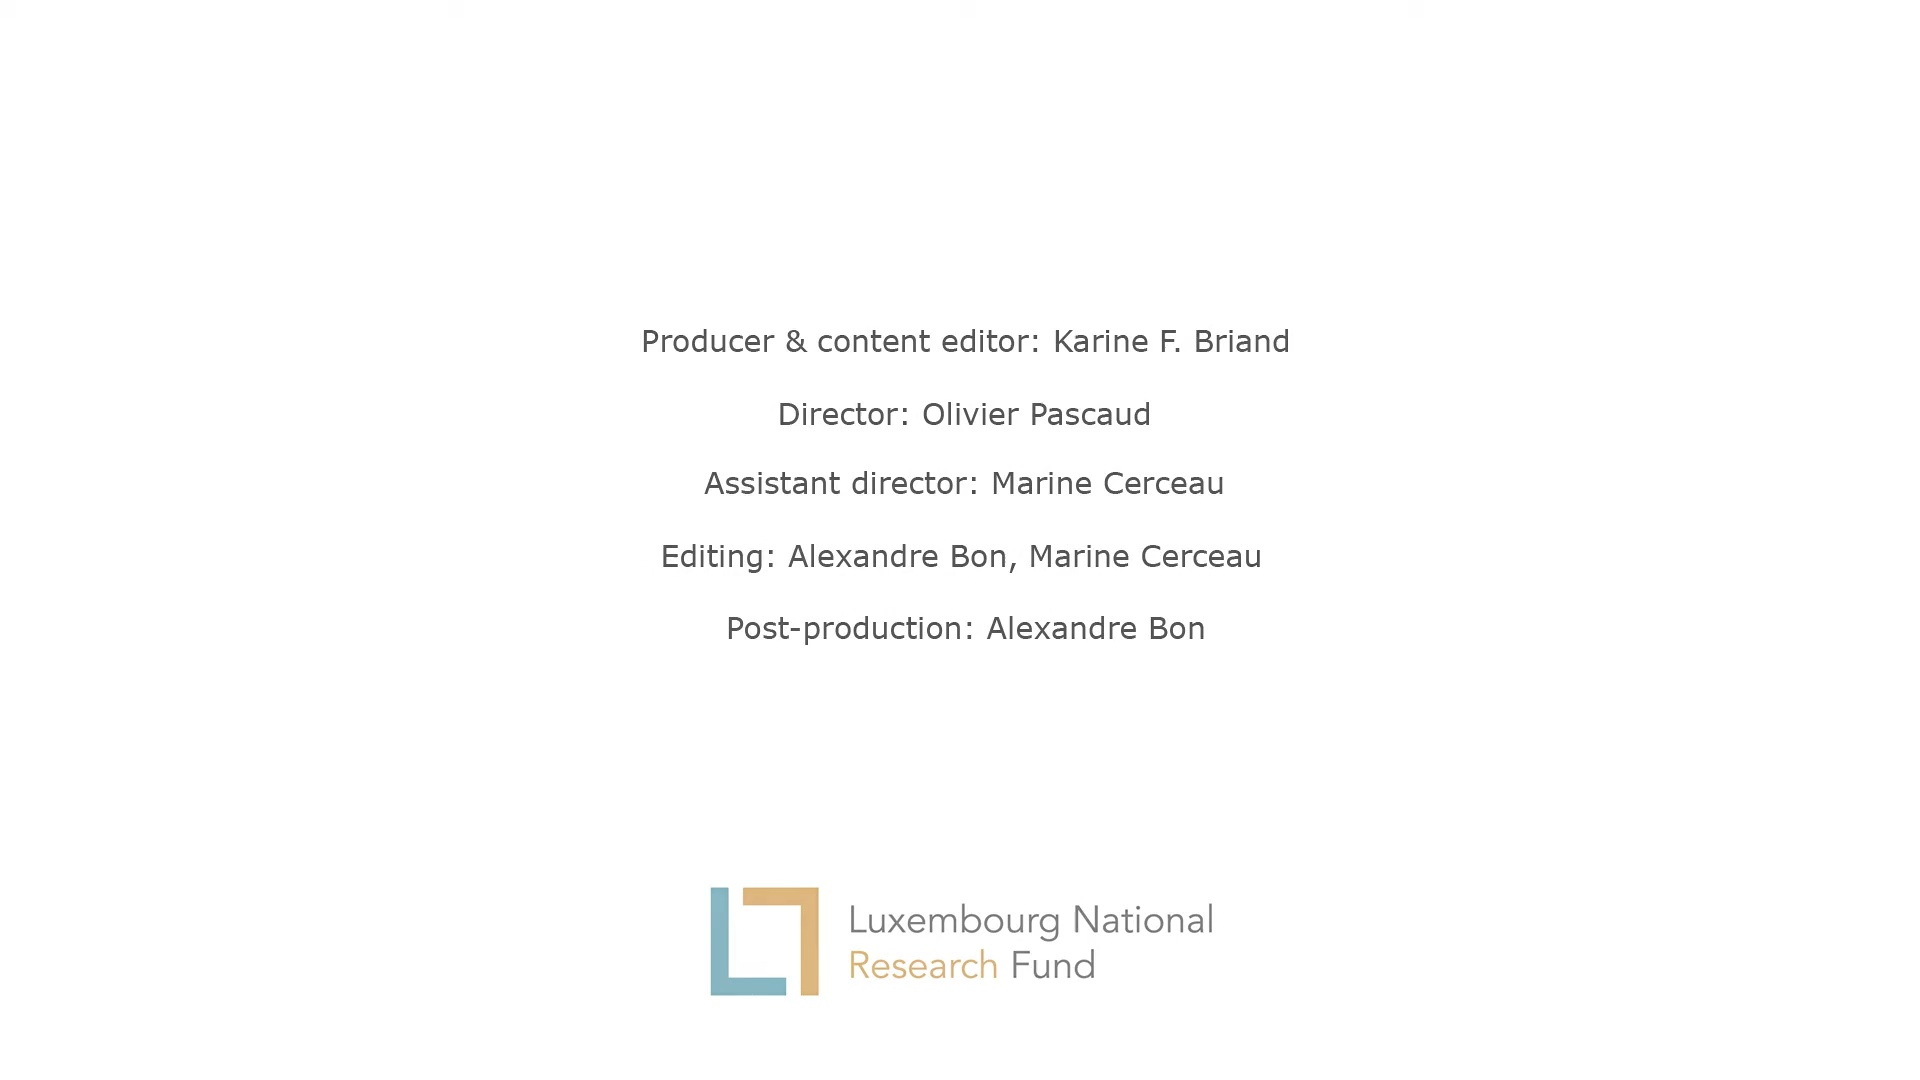 Producer & content editor: Karine F. Briand
Director: Olivier Pascaud
Assistant director: Marine Cerceau
Editing: Alexandre Bon, Marine Cerceau
Post-production: Alexandre Bon
Luxembourg National
Research Fund